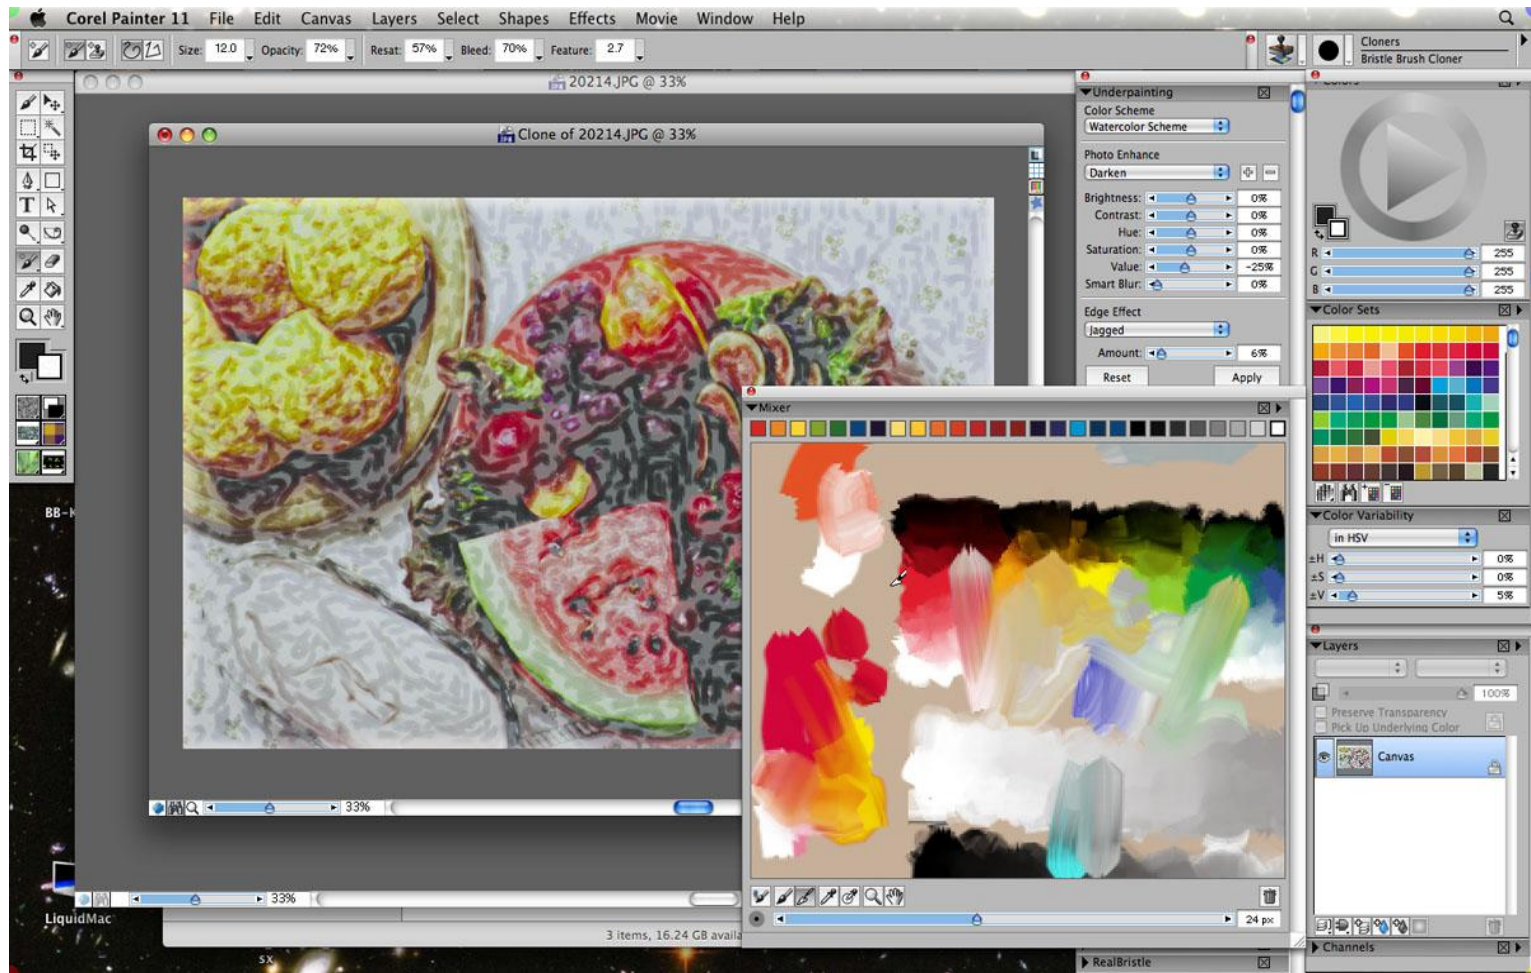 Corel Painter 11 File Edit Canvas Layers Select Shapes Effects Movie Window Help
Size: 12.0 Opacity: 72% Resat: 57% Bleed: 70% Feature: 2.7
Cloners
Bristle Brush Cloner
20214.JPG @ 33%
Clone of 20214.JPG @ 33%
33%
33%
T
Underpainting
Color Scheme
Watercolor Scheme
Photo Enhance
Darken
Brightness: 0%
Contrast: 0%
Hue: 0%
Saturation: 0%
Value: -25%
Smart Blur: 0%
Edge Effect
Jagged
Amount: 6%
Reset Apply
Mixer
24 px
R 255
G 255
B 255
Color Sets
Color Variability
in HSV
±H 0%
±S 0%
±V 5%
Layers
100%
Preserve Transparency
Pick Up Underlying Color
Canvas
Channels
RealBristle
LiquidMac
3 items, 16.24 GB
sx